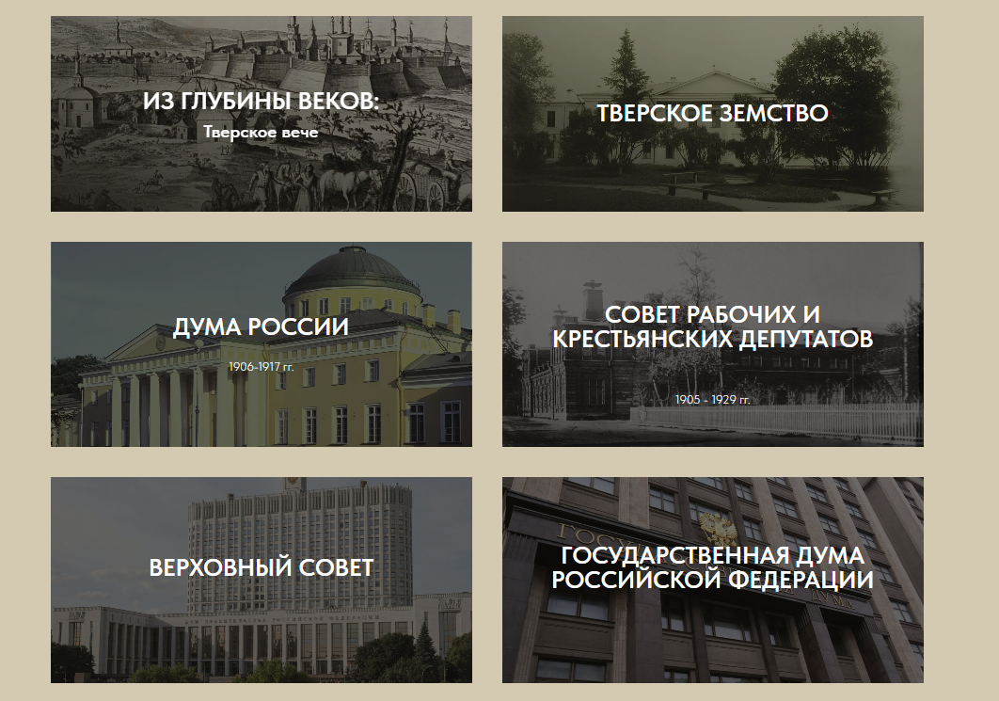 ИЗ ГЛУБИНЫ ВЕКОВ:
Тверское вече
ТВЕРСКОЕ ЗЕМСТВО
ДУМА РОССИИ
1906-1917 гг.
СОВЕТ РАБОЧИХ И
КРЕСТЬЯНСКИХ ДЕПУТАТОВ
1905 - 1929 гг.
ВЕРХОВНЫЙ СОВЕТ
ГОСУДАРСТВЕННАЯ ДУМА
РОССИЙСКОЙ ФЕДЕРАЦИИ